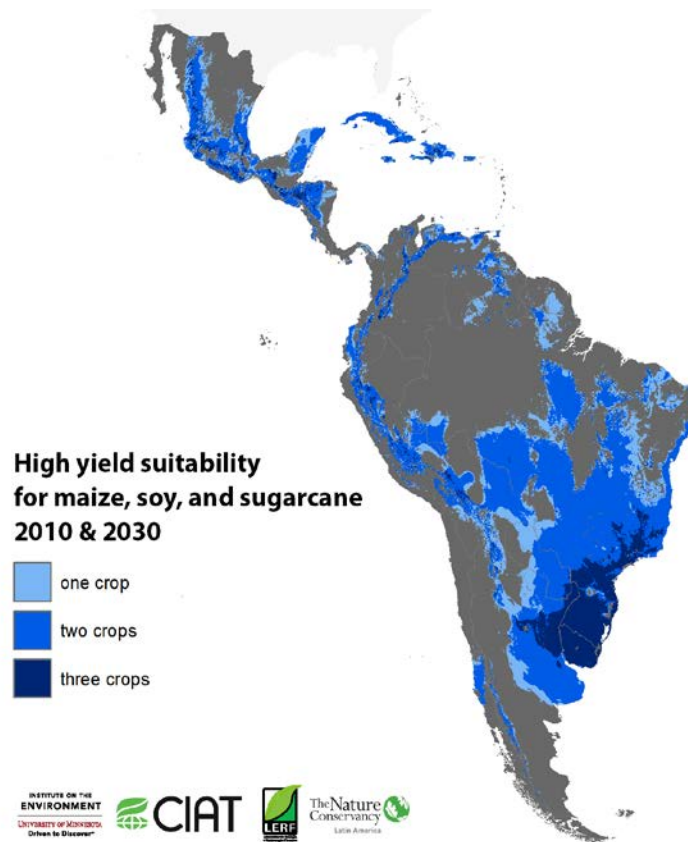 High yield suitability
for maize, soy, and sugarcane
2010 & 2030
one crop
two crops
three crops
INSTITUTE ON THE
ENVIRONMENT
UNIVERSITY OF MINNESOTA
Driven to Discover
CIAT
LERF
The Nature
Conservancy
Latin America